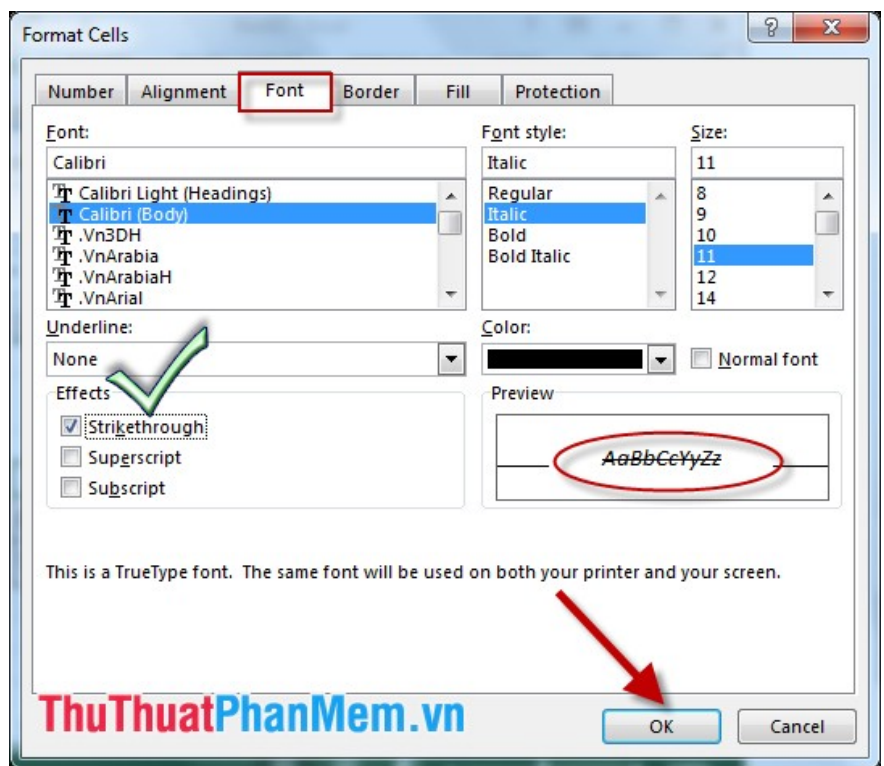 Format Cells
Number Alignment Font Border Fill Protection
Font: Font style: Size:
Calibri Italic 11
Calibri Light (Headings) Regular 8
Calibri (Body) Italic 9
.Vn3DH Bold 10
.VnArabia Bold Italic 11
.VnArabiaH 12
.VnArial 14
Underline: Color:
None Normal font
Effects Preview
Strikethrough AaBbCcYyZz
Superscript
Subscript
This is a TrueType font. The same font will be used on both your printer and your screen.
ThuThuatPhanMem.vn
OK Cancel